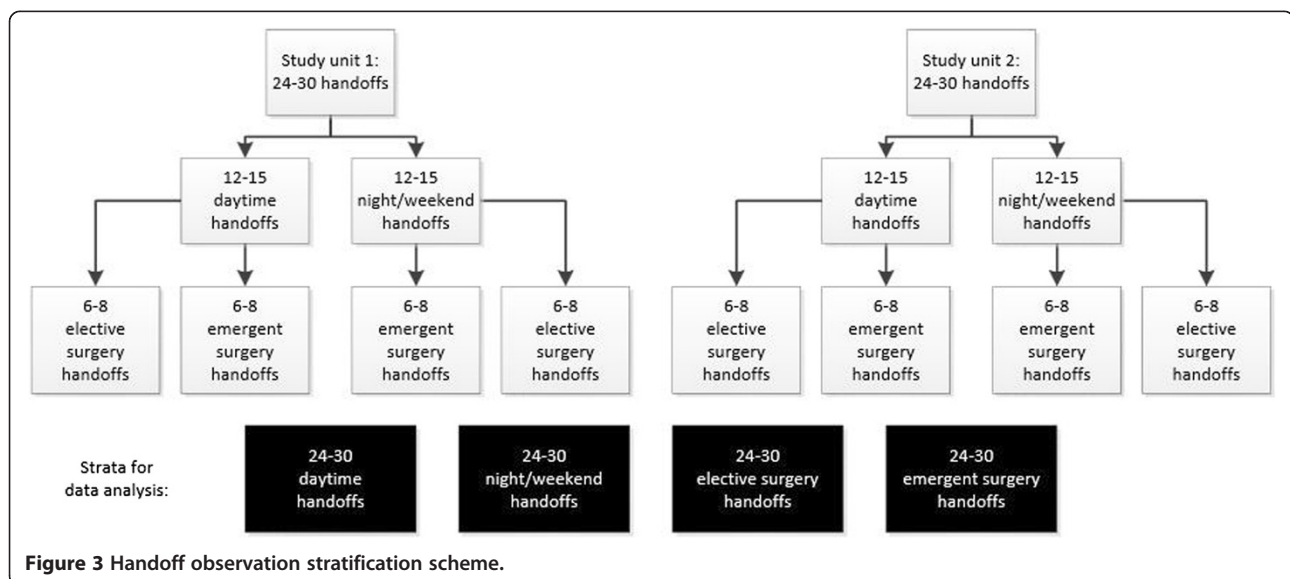 Study unit 1:
24-30 handoffs
Study unit 2:
24-30 handoffs
12-15
daytime
handoffs
12-15
night/weekend
handoffs
12-15
daytime
handoffs
12-15
night/weekend
handoffs
6-8
elective
surgery
handoffs
6-8
emergent
surgery
handoffs
6-8
emergent
surgery
handoffs
6-8
elective
surgery
handoffs
6-8
elective
surgery
handoffs
6-8
emergent
surgery
handoffs
6-8
emergent
surgery
handoffs
6-8
elective
surgery
handoffs
Strata for
data analysis:
24-30
daytime
handoffs
24-30
night/weekend
handoffs
24-30
elective surgery
handoffs
24-30
emergent surgery
handoffs
Figure 3 Handoff observation stratification scheme.